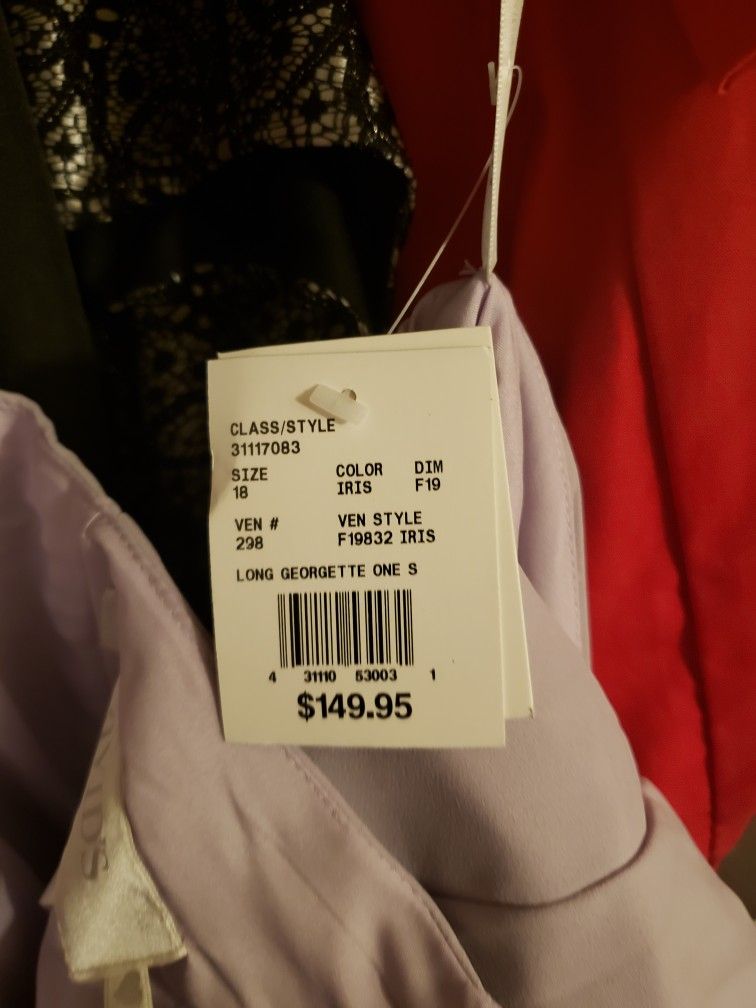 CLASS/STYLE
31117083
SIZE COLOR DIM
18 IRIS F19
VEN # VEN STYLE
298 F19832 IRIS
LONG GEORGETTE ONE S
4 31110 53003 1
$149.95